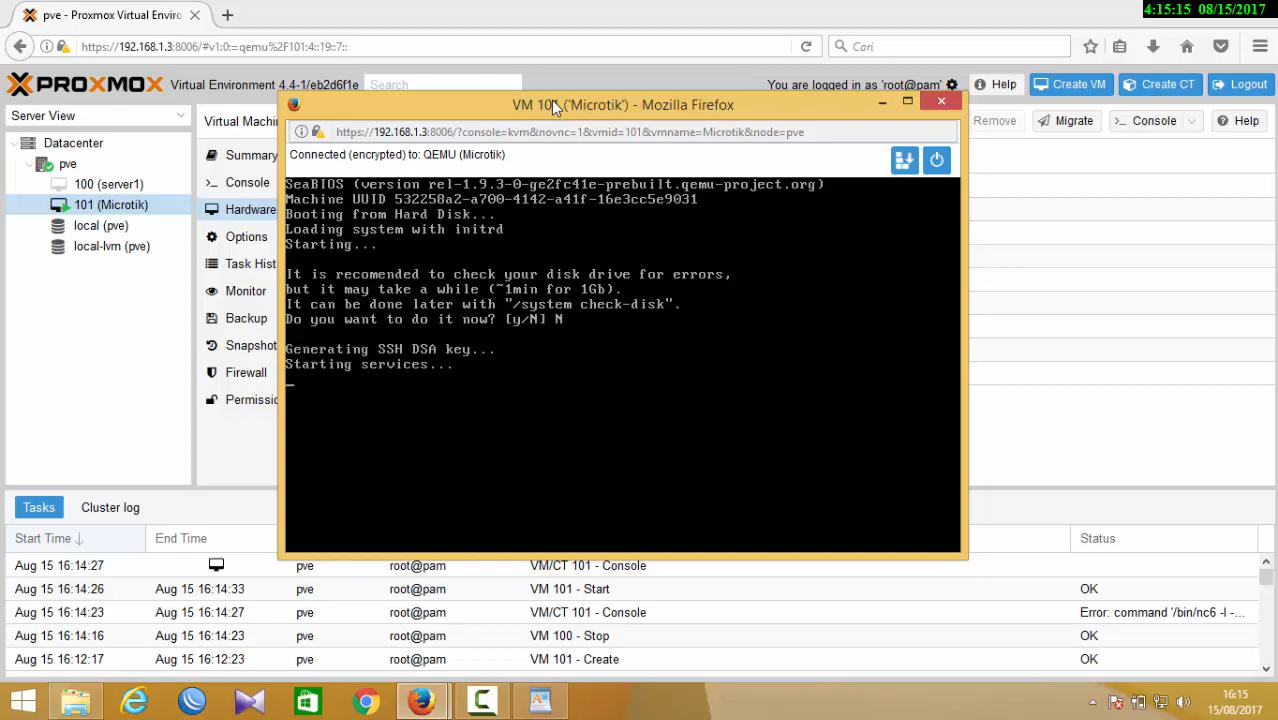 4:15:15 08/15/2017
pve - Proxmox Virtual Enviro
https://192.168.1.3:8006/#v1:0:=qemu%2F101:4::19::7::
Cari
PROXMOX Virtual Environment 4.4-1/eb2d6f1e
Search
You are logged in as 'root@pam'
Help
Create VM
Create CT
Logout
Server View
Datacenter
pve
100 (server1)
101 (Microtik)
local (pve)
local-lvm (pve)
Virtual Machin
Remove
Migrate
Console
Help
Summary
Console
Hardware
Options
Task Hist
Monitor
Backup
Snapshot
Firewall
Permissio
VM 101 ('Microtik') - Mozilla Firefox
https://192.168.1.3:8006/?console=kvm&novnc=1&vmid=101&vmname=Microtik&node=pve
Connected (encrypted) to: QEMU (Microtik)
SeaBIOS (version rel-1.9.3-0-ge2fc41e-prebuilt.qemu-project.org)
Machine UUID 532258a2-a700-4142-a41f-16e3cc5e9031
Booting from Hard Disk...
Loading system with initrd
Starting...
It is recomended to check your disk drive for errors,
but it may take a while (~1min for 1Gb).
It can be done later with "/system check-disk".
Do you want to do it now? [y/N] N
Generating SSH DSA key...
Starting services...
Tasks
Cluster log
Start Time
End Time
Status
Aug 15 16:14:27 pve root@pam VM/CT 101 - Console
Aug 15 16:14:26 Aug 15 16:14:33 pve root@pam VM 101 - Start OK
Aug 15 16:14:23 Aug 15 16:14:27 pve root@pam VM/CT 101 - Console Error: command '/bin/nc6 -l -...
Aug 15 16:14:16 Aug 15 16:14:23 pve root@pam VM 100 - Stop OK
Aug 15 16:12:17 Aug 15 16:12:23 pve root@pam VM 101 - Create OK
16:15
15/08/2017